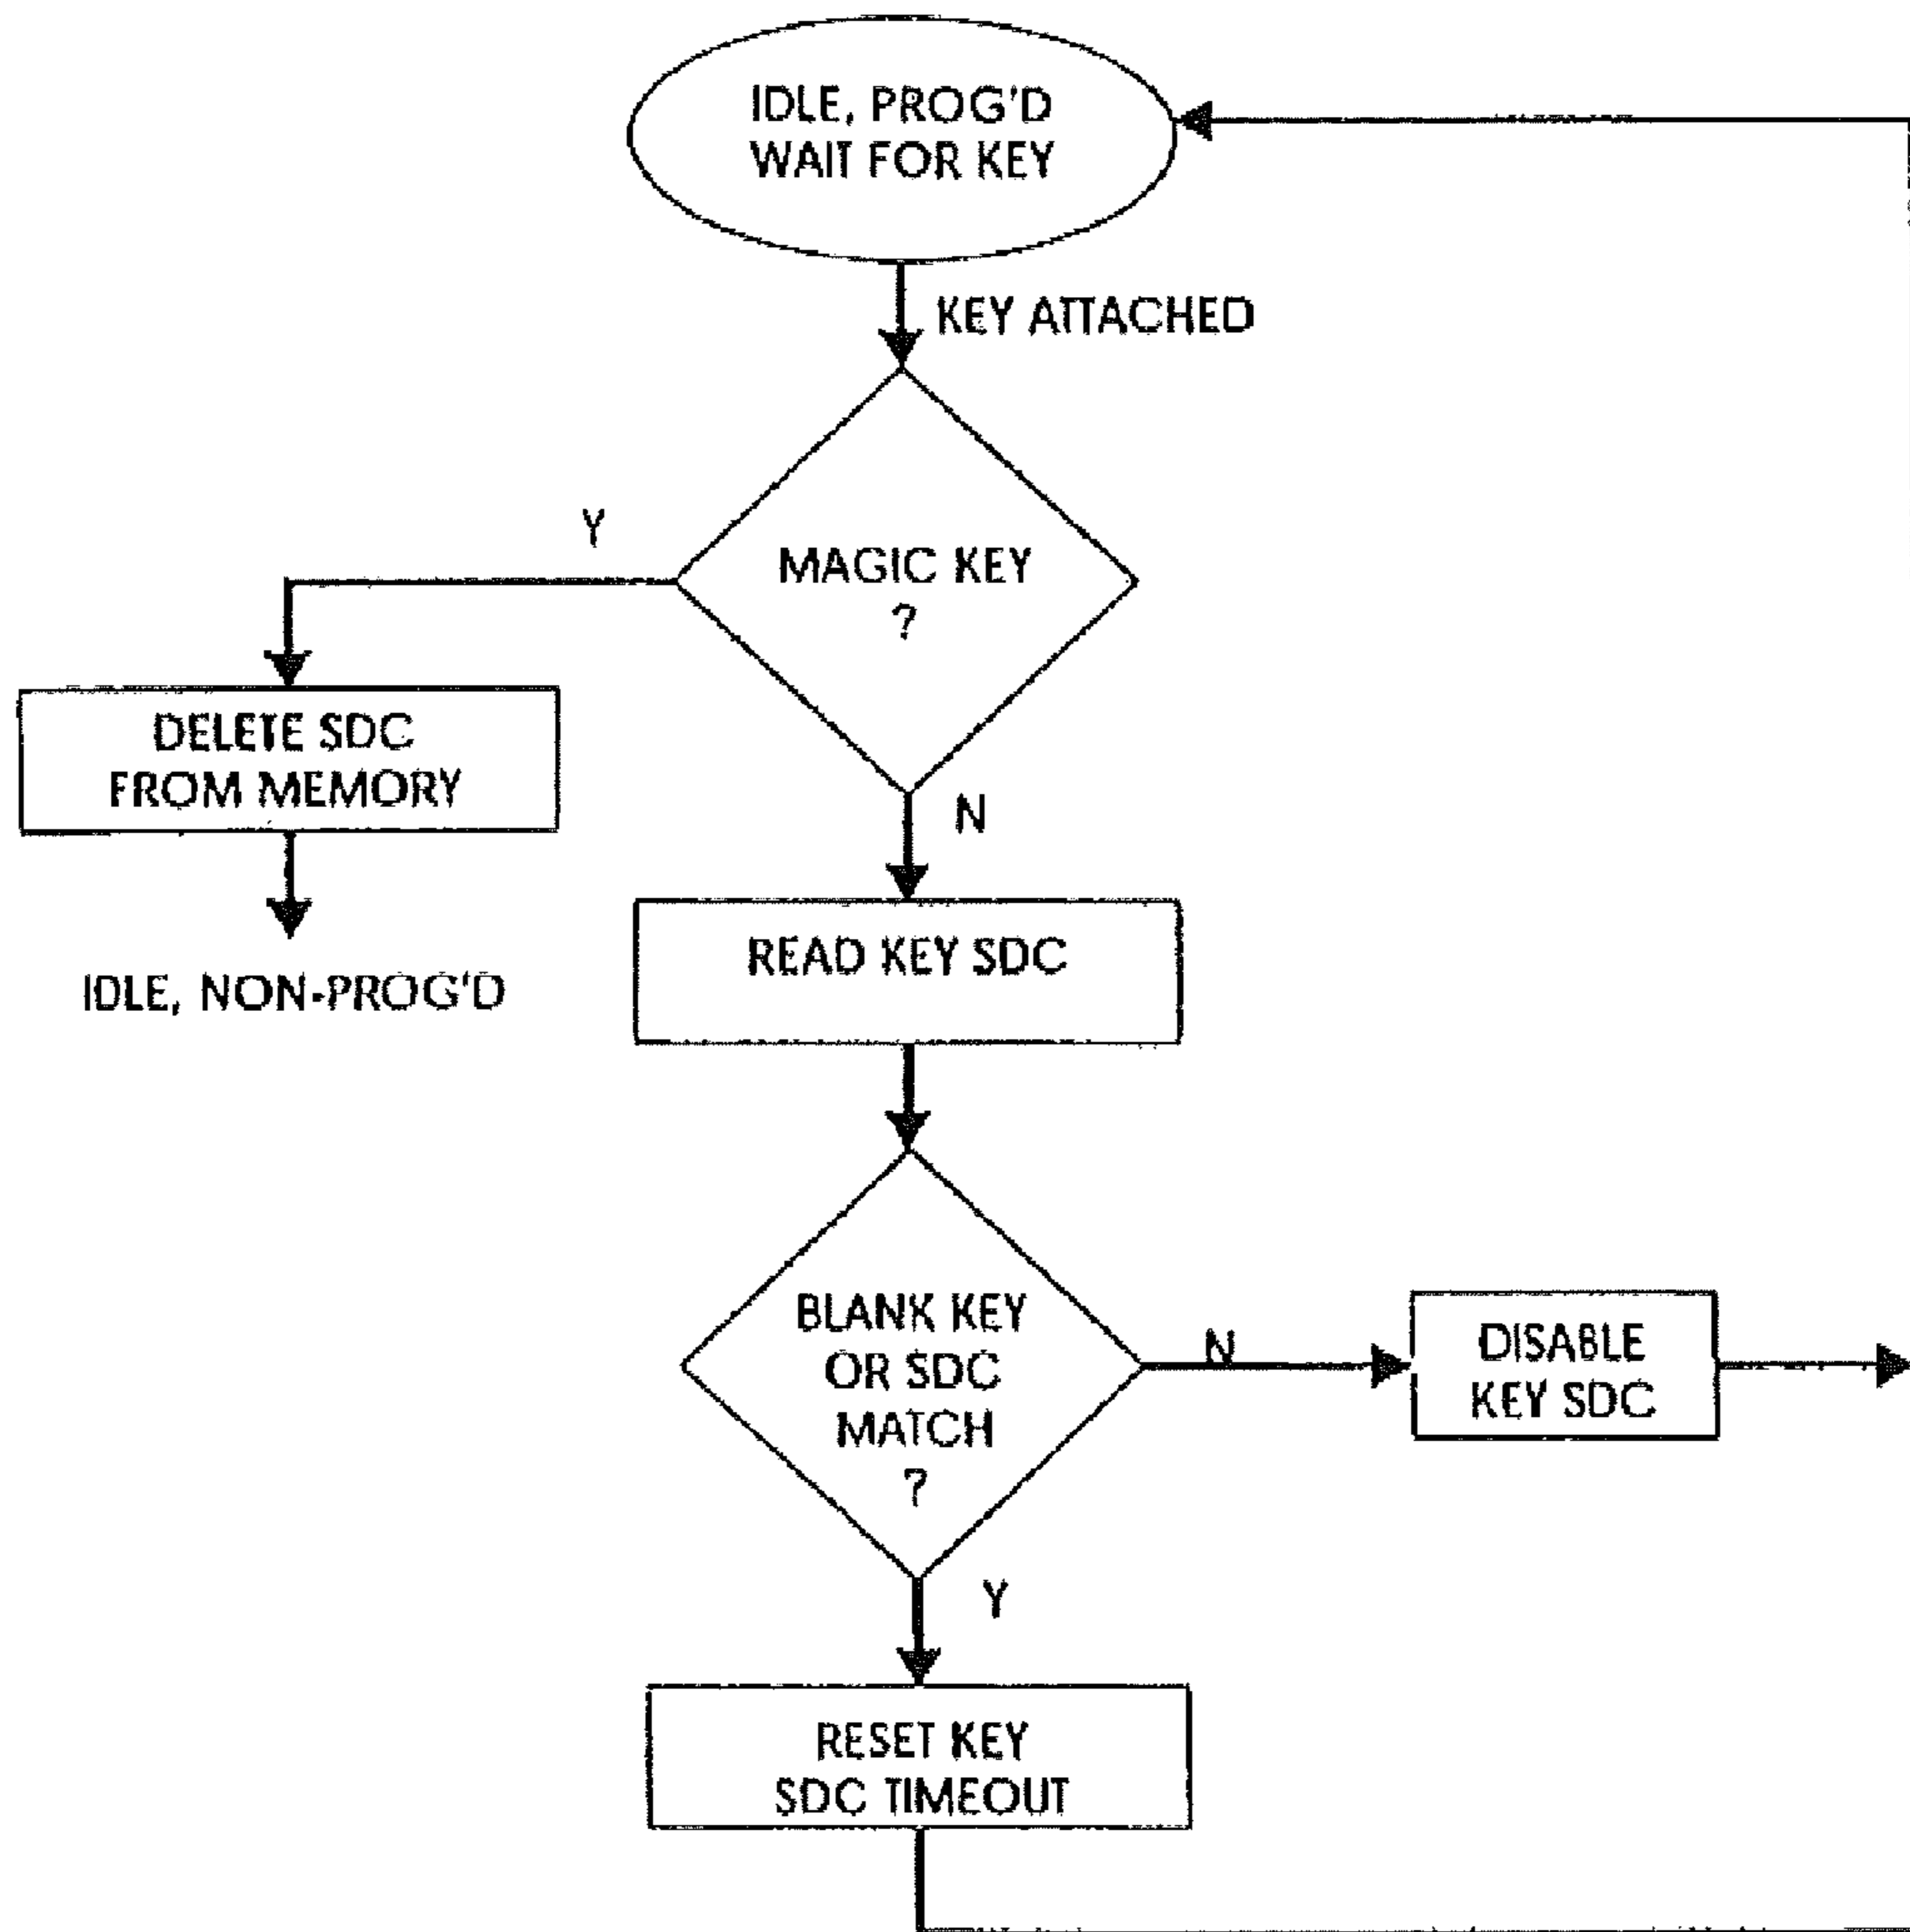 IDLE, PROG'D
WAIT FOR KEY
KEY ATTACHED
Y
MAGIC KEY
?
DELETE SDC
FROM MEMORY
N
IDLE, NON-PROG'D
READ KEY SDC
BLANK KEY
OR SDC
MATCH
?
N
DISABLE
KEY SDC
Y
RESET KEY
SDC TIMEOUT